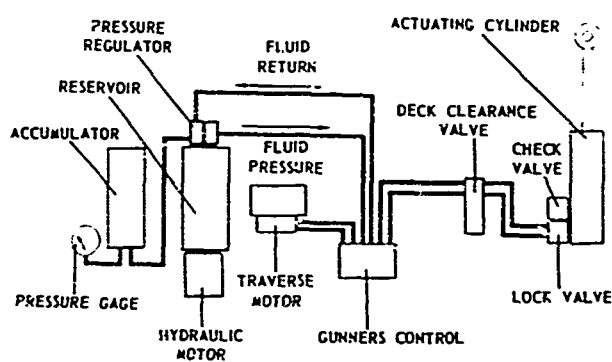 PRESSURE
REGULATOR
RESERVOIR
ACCUMULATOR
PRESSURE GAGE
HYDRAULIC
MOTOR
FLUID
RETURN
FLUID
PRESSURE
TRAVERSE
MOTOR
GUNNERS CONTROL
DECK CLEARANCE
VALVE
ACTUATING CYLINDER
CHECK
VALVE
LOCK VALVE